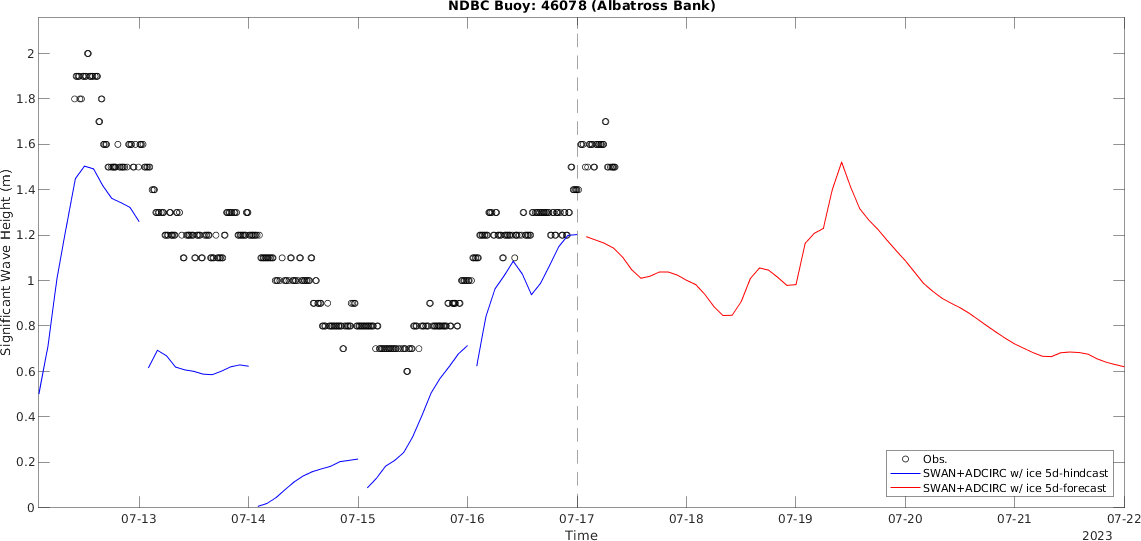 NDBC Buoy: 46078 (Albatross Bank)
Significant Wave Height (m)
2
1.8
1.6
1.4
1.2
1
0.8
0.6
0.4
0.2
0
Obs.
SWAN+ADCIRC w/ ice 5d-hindcast
SWAN+ADCIRC w/ ice 5d-forecast
07-13 07-14 07-15 07-16 07-17 07-18 07-19 07-20 07-21 07-22
Time
2023